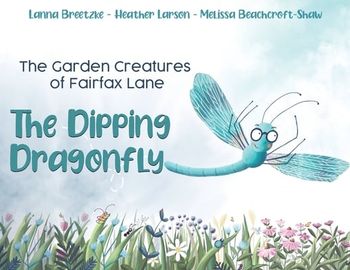 Lanna Breetzke - Heather Larson - Melissa Beachcroft-Shaw
The Garden Creatures
of Fairfax Lane
The Dipping
Dragonfly